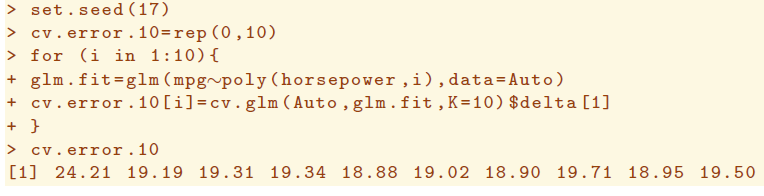 > set.seed(17)
> cv.error.10=rep(0,10)
> for (i in 1:10){
+ glm.fit=glm(mpg∼poly(horsepower,i),data=Auto)
+ cv.error.10[i]=cv.glm(Auto,glm.fit,K=10)$delta[1]
+ }
> cv.error.10
[1] 24.21 19.19 19.31 19.34 18.88 19.02 18.90 19.71 18.95 19.50